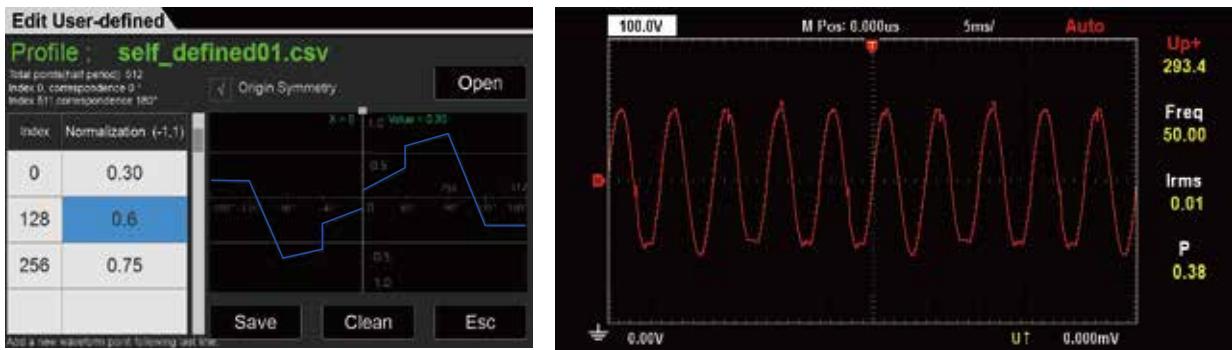 Edit User-defined
Profile : self_defined01.csv
Total points(half period) 512
Index 0, correspondence 0 °
Index 511 correspondence 180°
√ Origin Symmetry
Open
Index Normalization (-1,1)
0 0.30
128 0.6
256 0.75
X = 0 1.0 Value = 0.30
0.5
0
0.5
1.0
Save Clean Esc
Add a new waveform point following last line.
100.0V M Pos: 0.000us 5ms/ Auto
T
Up+
293.4
Freq
50.00
Irms
0.01
P
0.38
0.00V U↑ 0.000mV